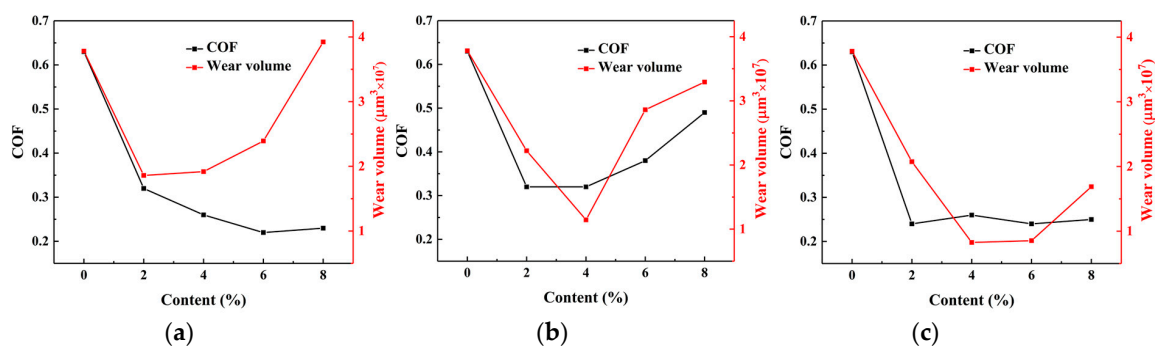 0.7
0.6
0.5
0.4
0.3
0.2
COF
COF
Wear volume
4
3
2
1
Wear volume (μm³×10⁷)
0 2 4 6 8
Content (%)
(a)
0.7
0.6
0.5
0.4
0.3
0.2
COF
COF
Wear volume
4
3
2
1
Wear volume (μm³×10⁷)
0 2 4 6 8
Content (%)
(b)
0.7
0.6
0.5
0.4
0.3
0.2
COF
COF
Wear volume
4
3
2
1
Wear volume (μm³×10⁷)
0 2 4 6 8
Content (%)
(c)